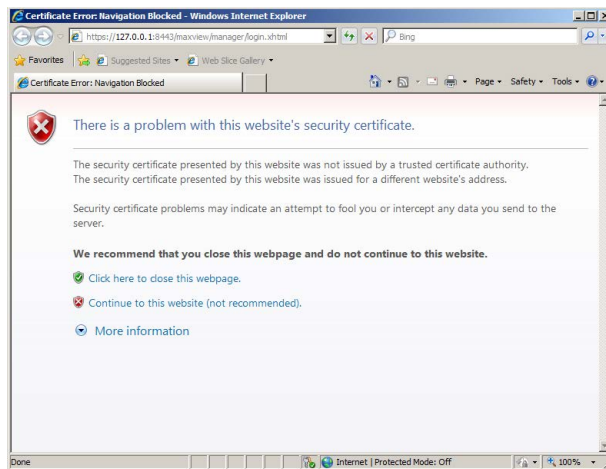 Certificate Error: Navigation Blocked - Windows Internet Explorer
https://127.0.0.1:8443/maxview/manager/login.xhtml
Bing
Favorites Suggested Sites Web Slice Gallery
Certificate Error: Navigation Blocked Page Safety Tools
There is a problem with this website's security certificate.
The security certificate presented by this website was not issued by a trusted certificate authority.
The security certificate presented by this website was issued for a different website's address.
Security certificate problems may indicate an attempt to fool you or intercept any data you send to the
server.
We recommend that you close this webpage and do not continue to this website.
Click here to close this webpage.
Continue to this website (not recommended).
More information
Done Internet | Protected Mode: Off 100%